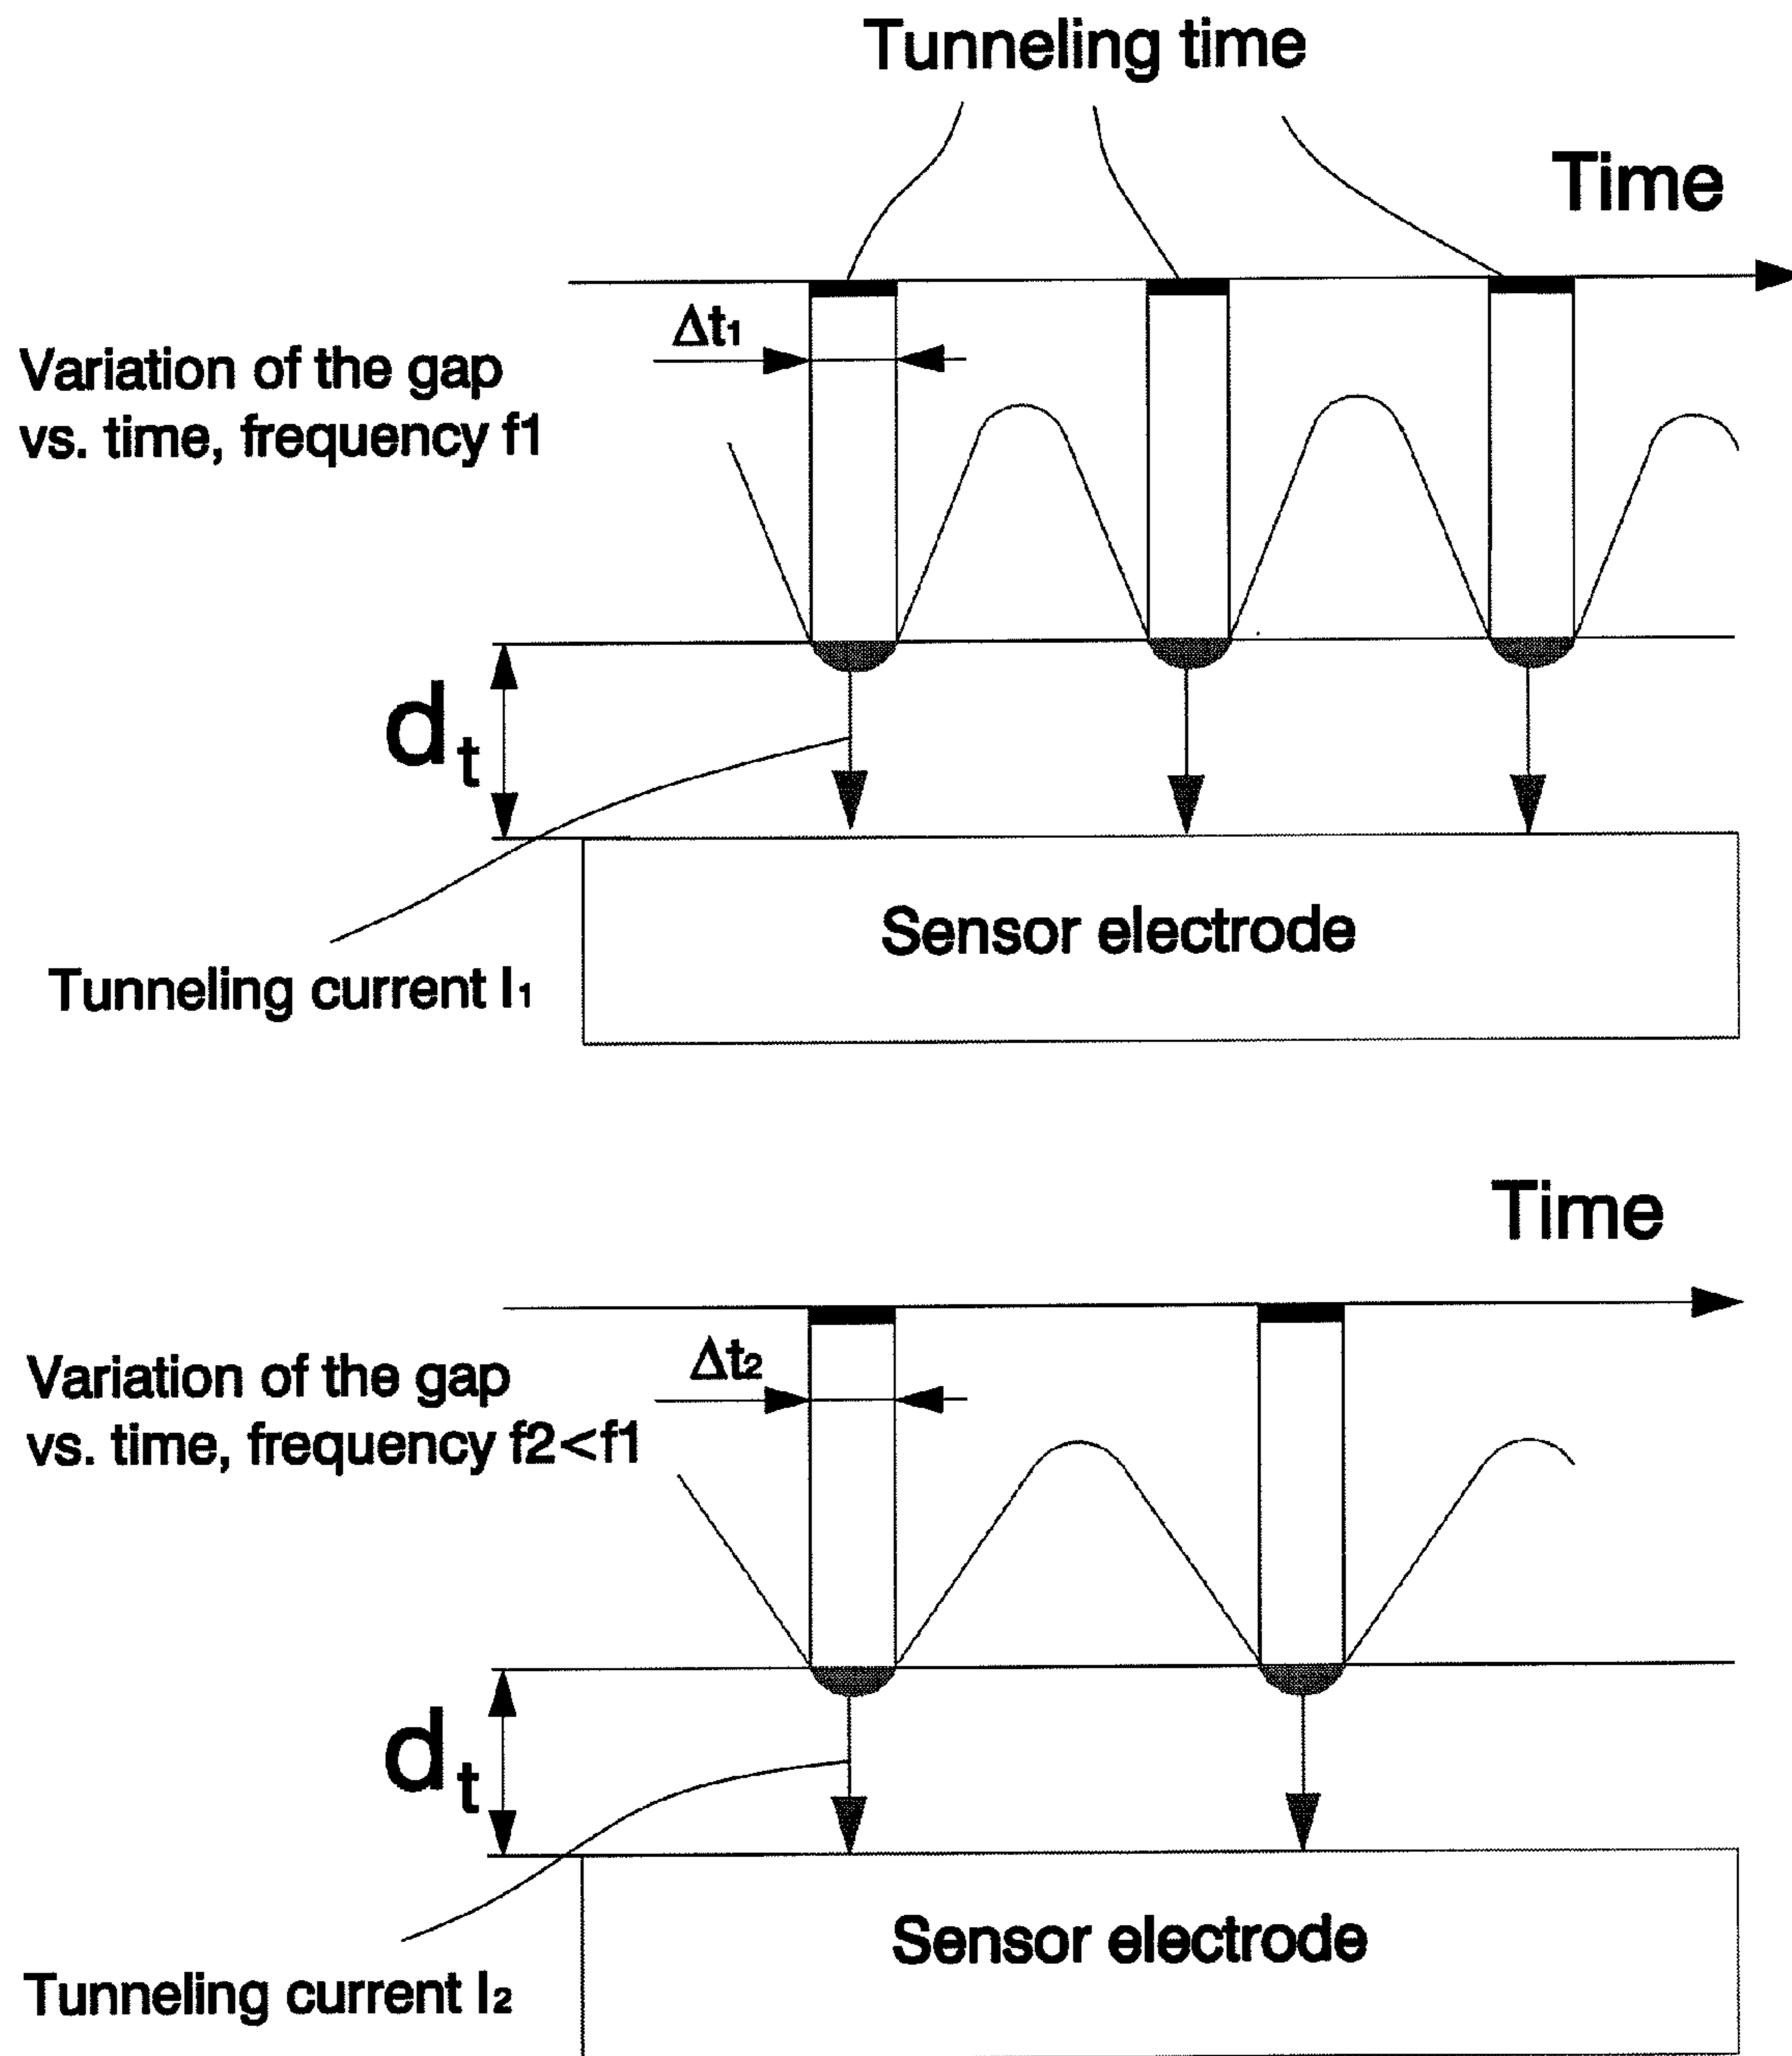 Tunneling time
Time
Δt₁
Variation of the gap
vs. time, frequency f1
dₜ
Sensor electrode
Tunneling current I₁
Time
Δt₂
Variation of the gap
vs. time, frequency f2<f1
dₜ
Sensor electrode
Tunneling current I₂